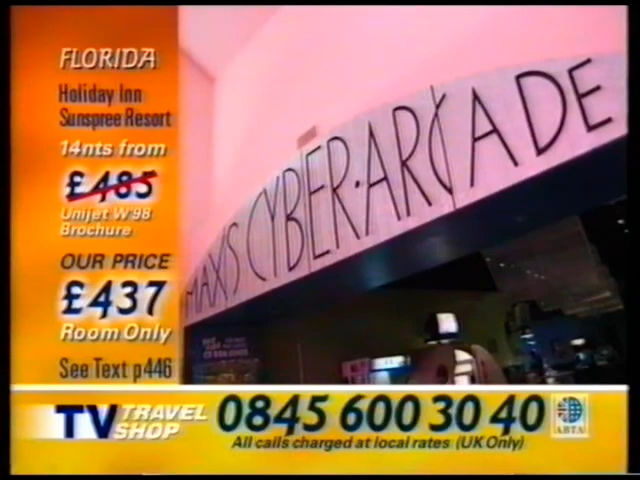 FLORIDA
Holiday Inn
Sunspree Resort
14nts from
£485
Unijet W'98
Brochure
OUR PRICE
£437
Room Only
See Text p446
MAX'S CYBER·ARCADE
TV TRAVEL SHOP
0845 600 30 40
All calls charged at local rates (UK Only)
ABTA